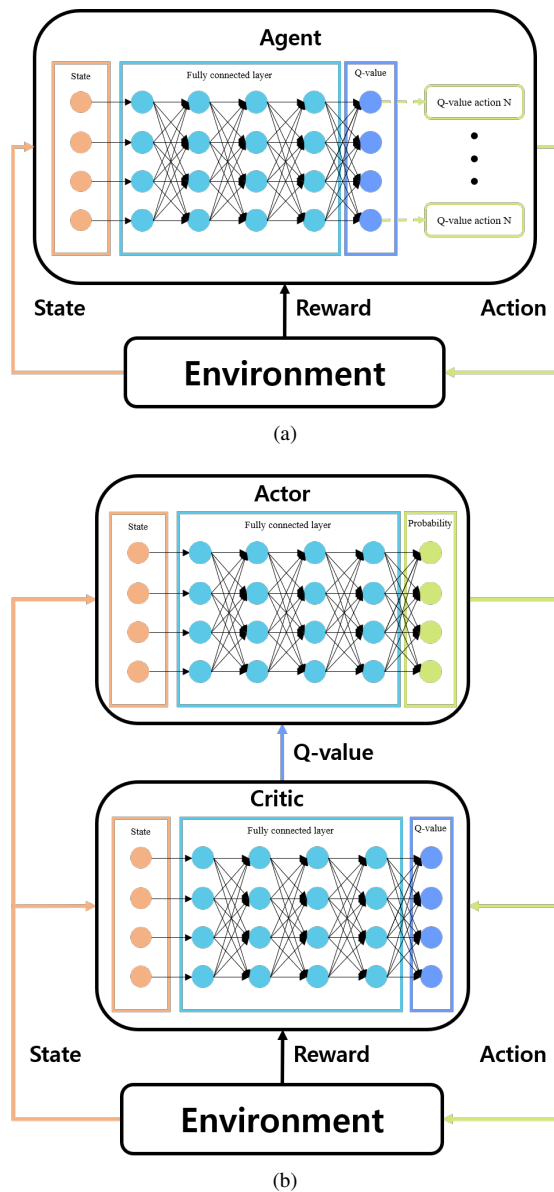 Agent
State
Fully connected layer
Q-value
Q-value action N
Q-value action N
State
Reward
Action
Environment
(a)
Actor
State
Fully connected layer
Probability
Q-value
Critic
State
Fully connected layer
Q-value
State
Reward
Action
Environment
(b)